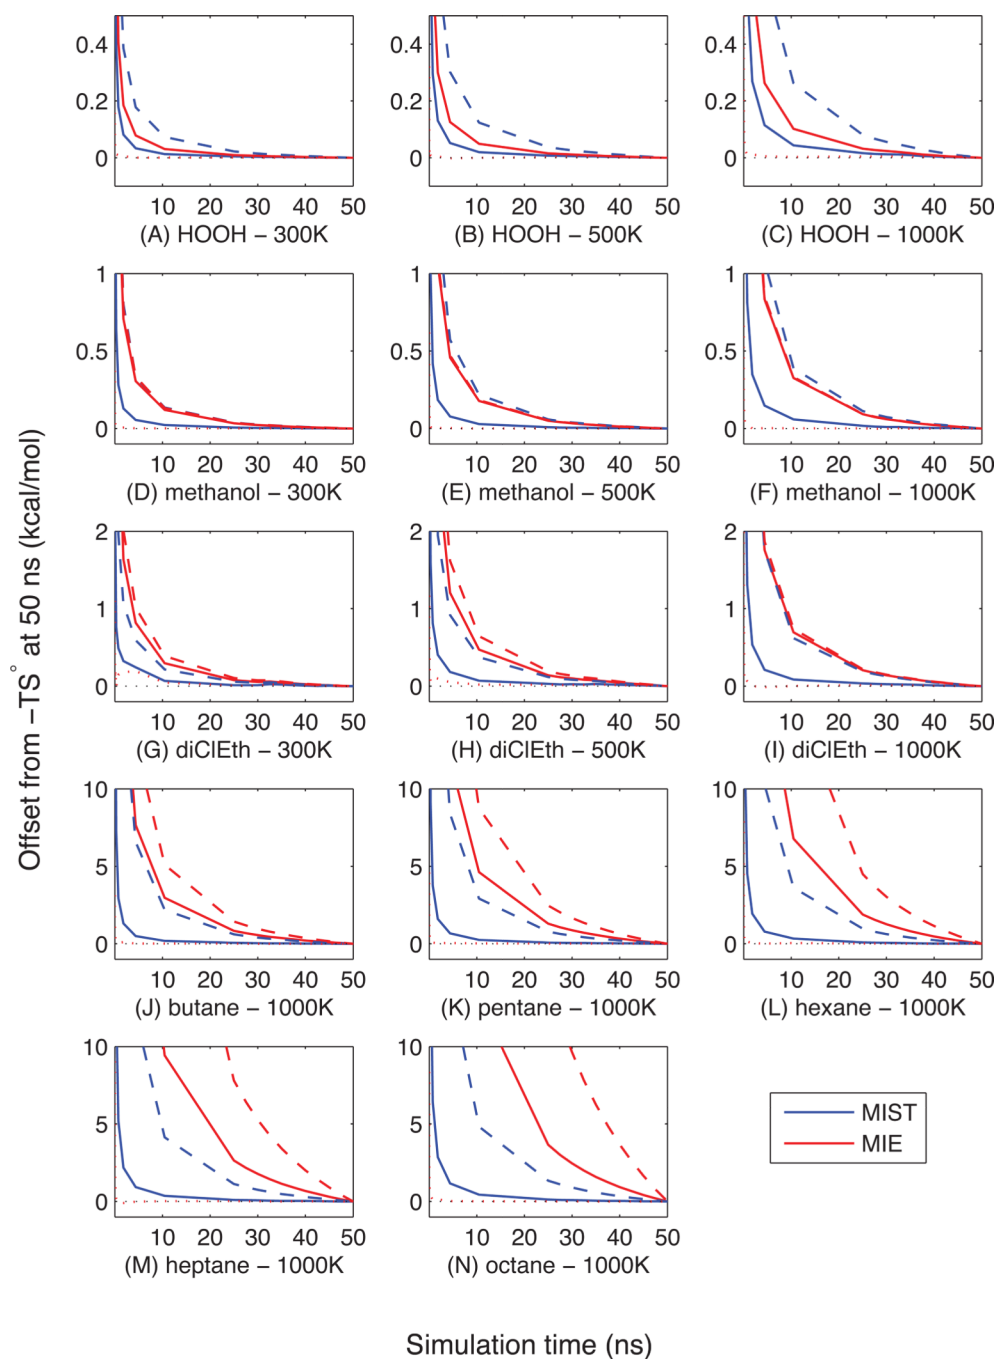 0.4 0.4 0.4
0.2 0.2 0.2
0 0 0
10 20 30 40 50 10 20 30 40 50 10 20 30 40 50
(A) HOOH – 300K (B) HOOH – 500K (C) HOOH – 1000K
1 1 1
0.5 0.5 0.5
0 0 0
10 20 30 40 50 10 20 30 40 50 10 20 30 40 50
(D) methanol – 300K (E) methanol – 500K (F) methanol – 1000K
Offset from –TS° at 50 ns (kcal/mol)
2 2 2
1 1 1
0 0 0
10 20 30 40 50 10 20 30 40 50 10 20 30 40 50
(G) diClEth – 300K (H) diClEth – 500K (I) diClEth – 1000K
10 10 10
5 5 5
0 0 0
10 20 30 40 50 10 20 30 40 50 10 20 30 40 50
(J) butane – 1000K (K) pentane – 1000K (L) hexane – 1000K
10 10
5 5
0 0
10 20 30 40 50 10 20 30 40 50
(M) heptane – 1000K (N) octane – 1000K
MIST
MIE
Simulation time (ns)